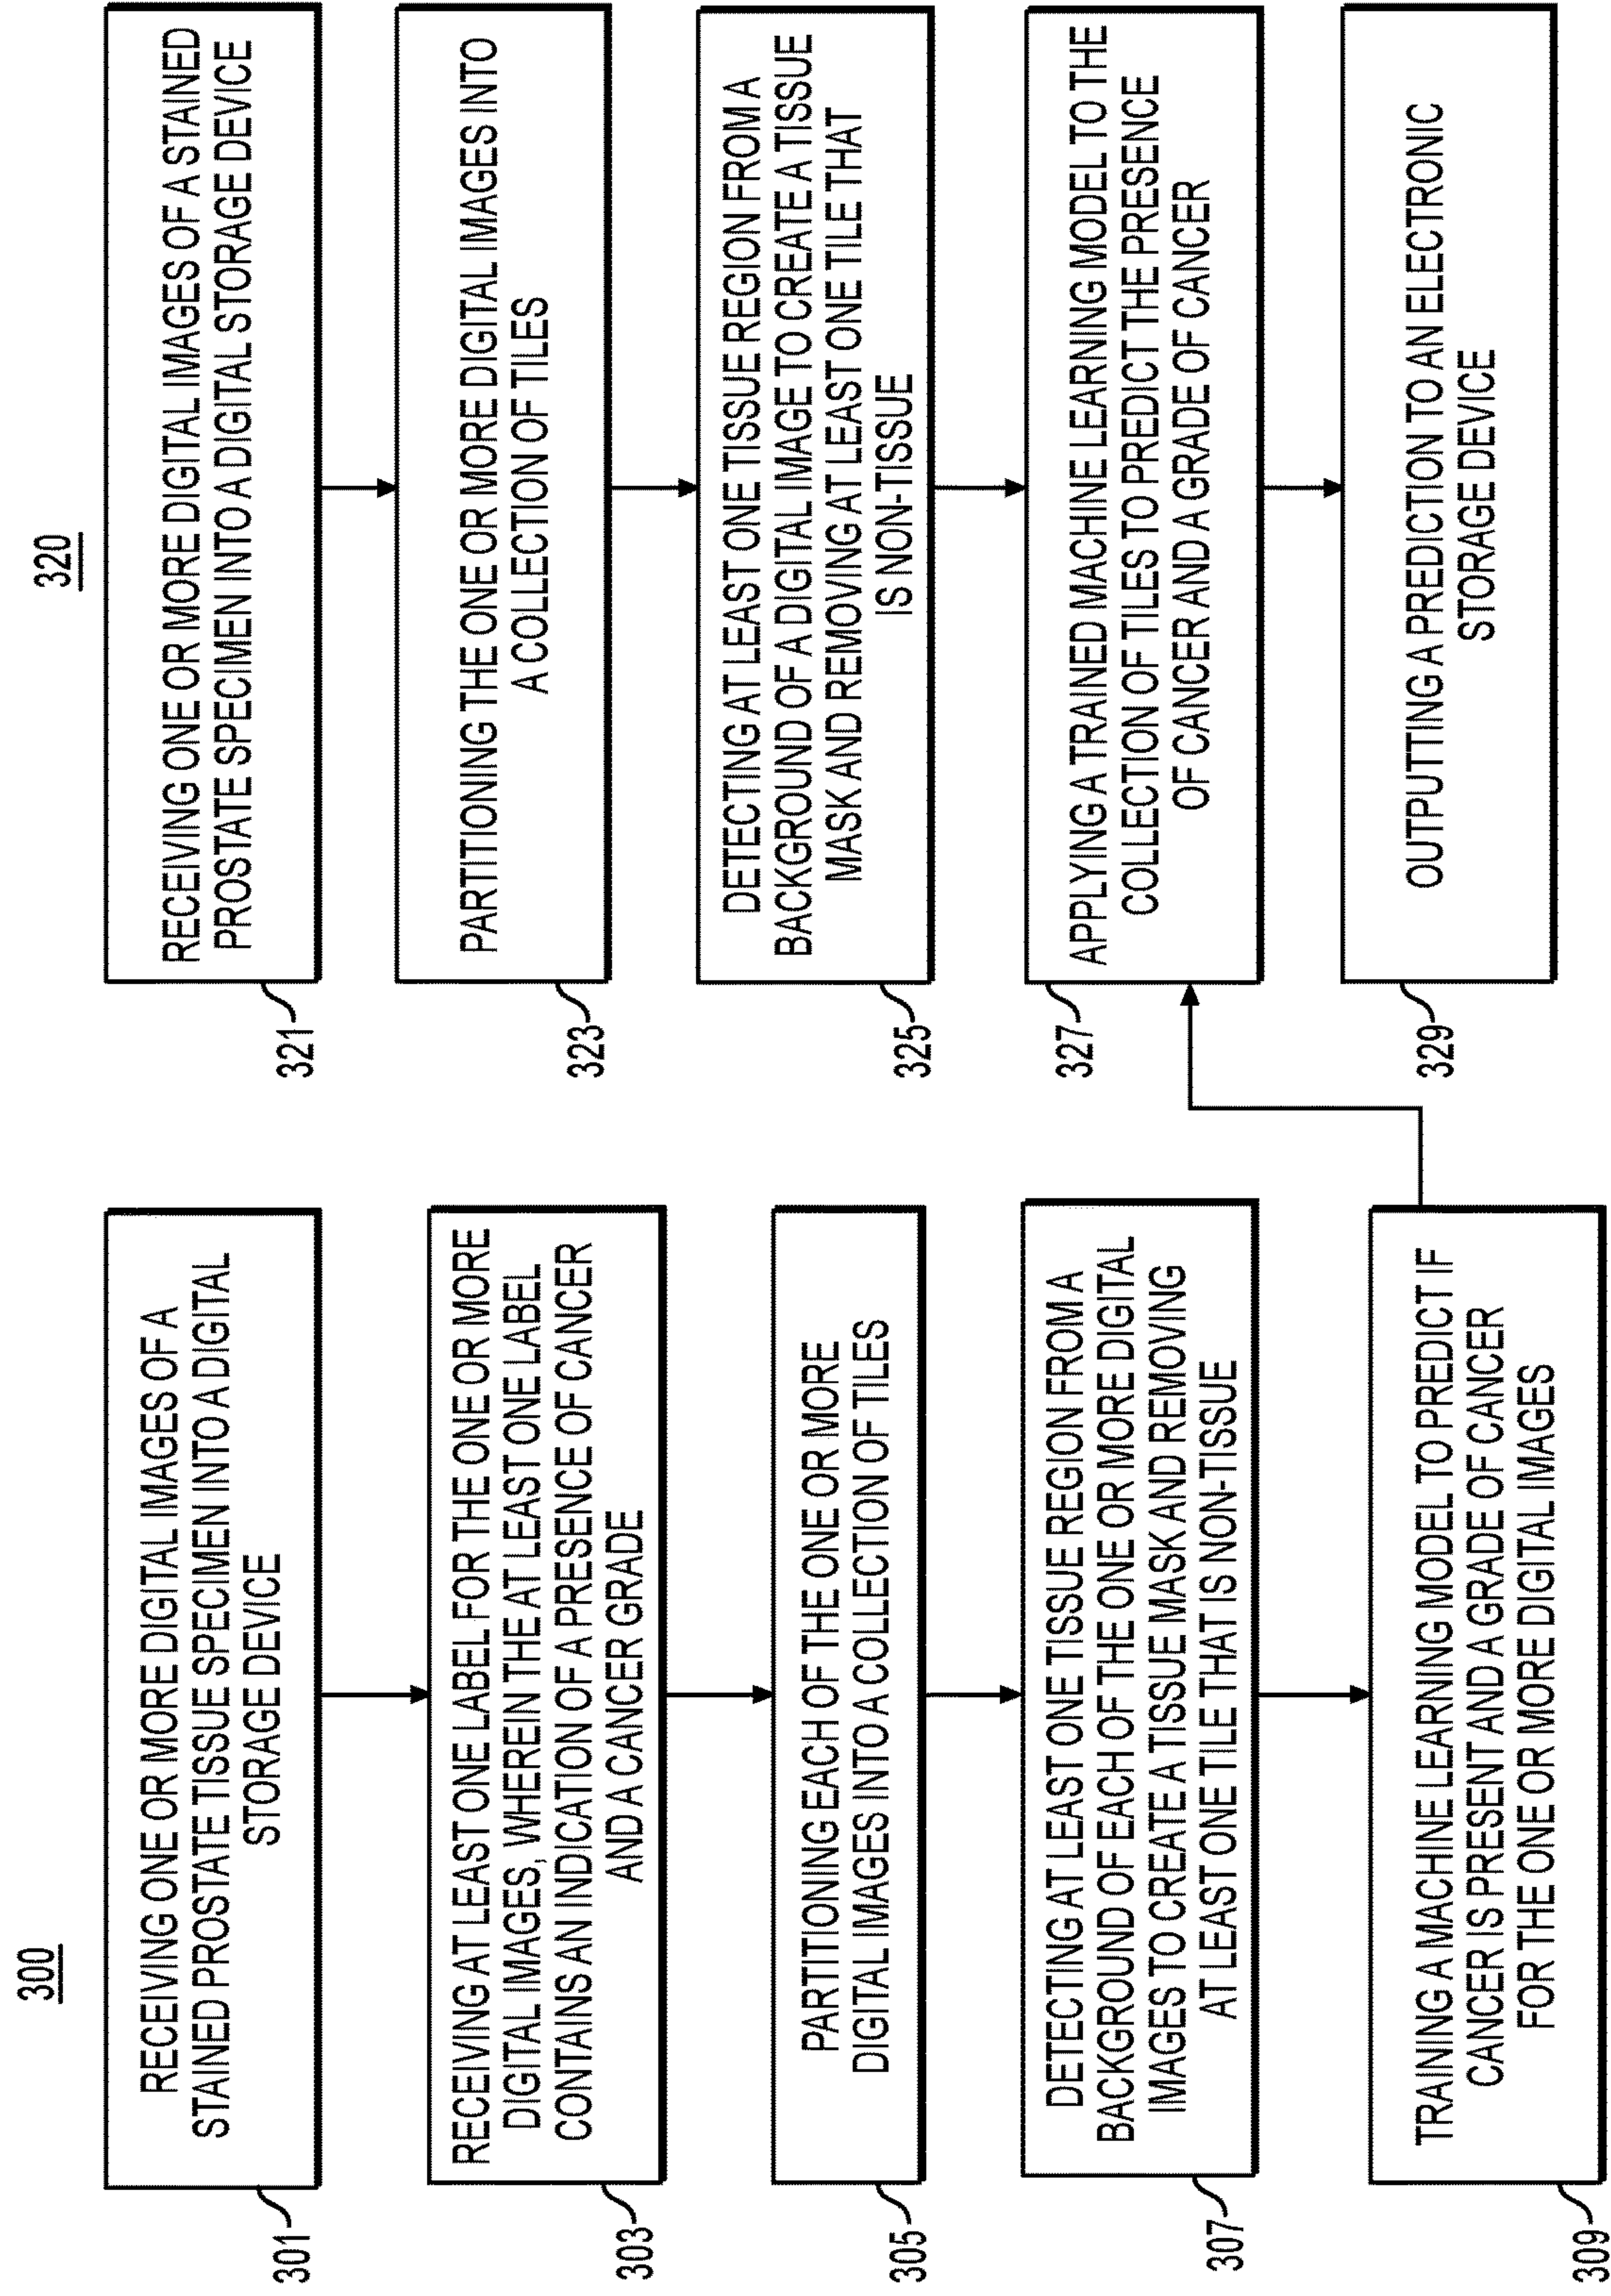 300
301
RECEIVING ONE OR MORE DIGITAL IMAGES OF A
STAINED PROSTATE TISSUE SPECIMEN INTO A DIGITAL
STORAGE DEVICE
303
RECEIVING AT LEAST ONE LABEL FOR THE ONE OR MORE
DIGITAL IMAGES, WHEREIN THE AT LEAST ONE LABEL
CONTAINS AN INDICATION OF A PRESENCE OF CANCER
AND A CANCER GRADE
305
PARTITIONING EACH OF THE ONE OR MORE
DIGITAL IMAGES INTO A COLLECTION OF TILES
307
DETECTING AT LEAST ONE TISSUE REGION FROM A
BACKGROUND OF EACH OF THE ONE OR MORE DIGITAL
IMAGES TO CREATE A TISSUE MASK AND REMOVING
AT LEAST ONE TILE THAT IS NON-TISSUE
309
TRAINING A MACHINE LEARNING MODEL TO PREDICT IF
CANCER IS PRESENT AND A GRADE OF CANCER
FOR THE ONE OR MORE DIGITAL IMAGES
320
321
RECEIVING ONE OR MORE DIGITAL IMAGES OF A STAINED
PROSTATE SPECIMEN INTO A DIGITAL STORAGE DEVICE
323
PARTITIONING THE ONE OR MORE DIGITAL IMAGES INTO
A COLLECTION OF TILES
325
DETECTING AT LEAST ONE TISSUE REGION FROM A
BACKGROUND OF A DIGITAL IMAGE TO CREATE A TISSUE
MASK AND REMOVING AT LEAST ONE TILE THAT
IS NON-TISSUE
327
APPLYING A TRAINED MACHINE LEARNING MODEL TO THE
COLLECTION OF TILES TO PREDICT THE PRESENCE
OF CANCER AND A GRADE OF CANCER
329
OUTPUTTING A PREDICTION TO AN ELECTRONIC
STORAGE DEVICE